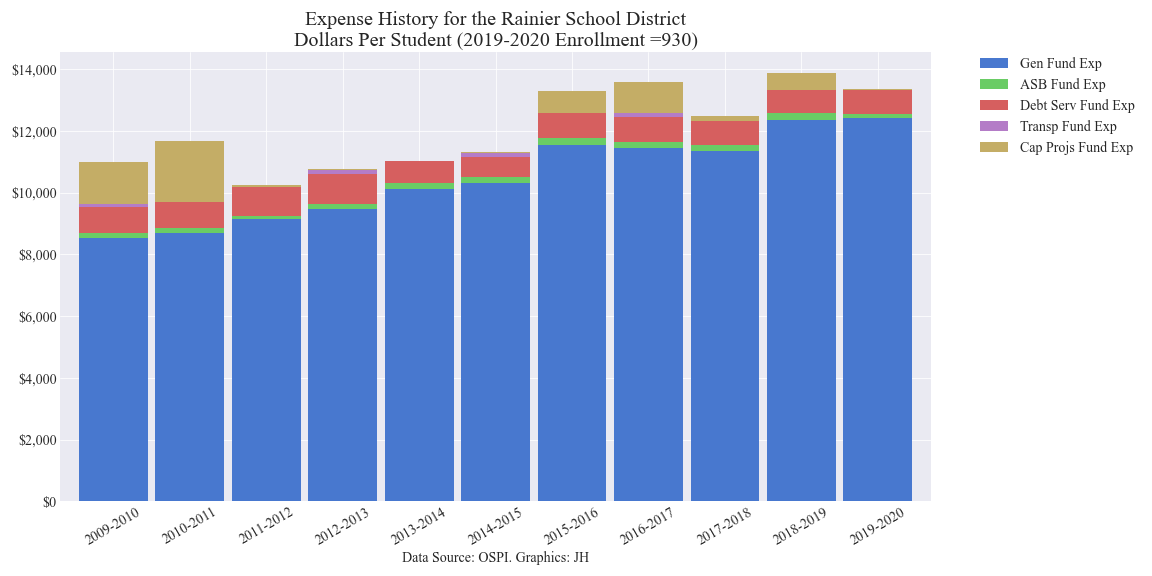 Expense History for the Rainier School District
Dollars Per Student (2019-2020 Enrollment =930)
$14,000
$12,000
$10,000
$8,000
$6,000
$4,000
$2,000
$0
2009-2010
2010-2011
2011-2012
2012-2013
2013-2014
2014-2015
2015-2016
2016-2017
2017-2018
2018-2019
2019-2020
Data Source: OSPI. Graphics: JH
Gen Fund Exp
ASB Fund Exp
Debt Serv Fund Exp
Transp Fund Exp
Cap Projs Fund Exp